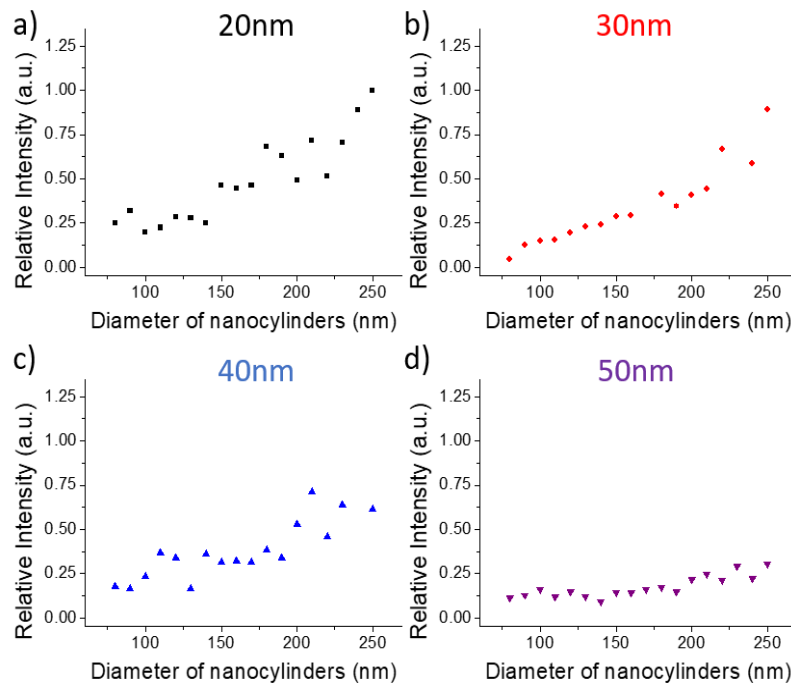 a)
20nm
Relative Intensity (a.u.)
1.25
1.00
0.75
0.50
0.25
0.00
100
150
200
250
Diameter of nanocylinders (nm)
b)
30nm
Relative Intensity (a.u.)
1.25
1.00
0.75
0.50
0.25
0.00
100
150
200
250
Diameter of nanocylinders (nm)
c)
40nm
Relative Intensity (a.u.)
1.25
1.00
0.75
0.50
0.25
0.00
100
150
200
250
Diameter of nanocylinders (nm)
d)
50nm
Relative Intensity (a.u.)
1.25
1.00
0.75
0.50
0.25
0.00
100
150
200
250
Diameter of nanocylinders (nm)